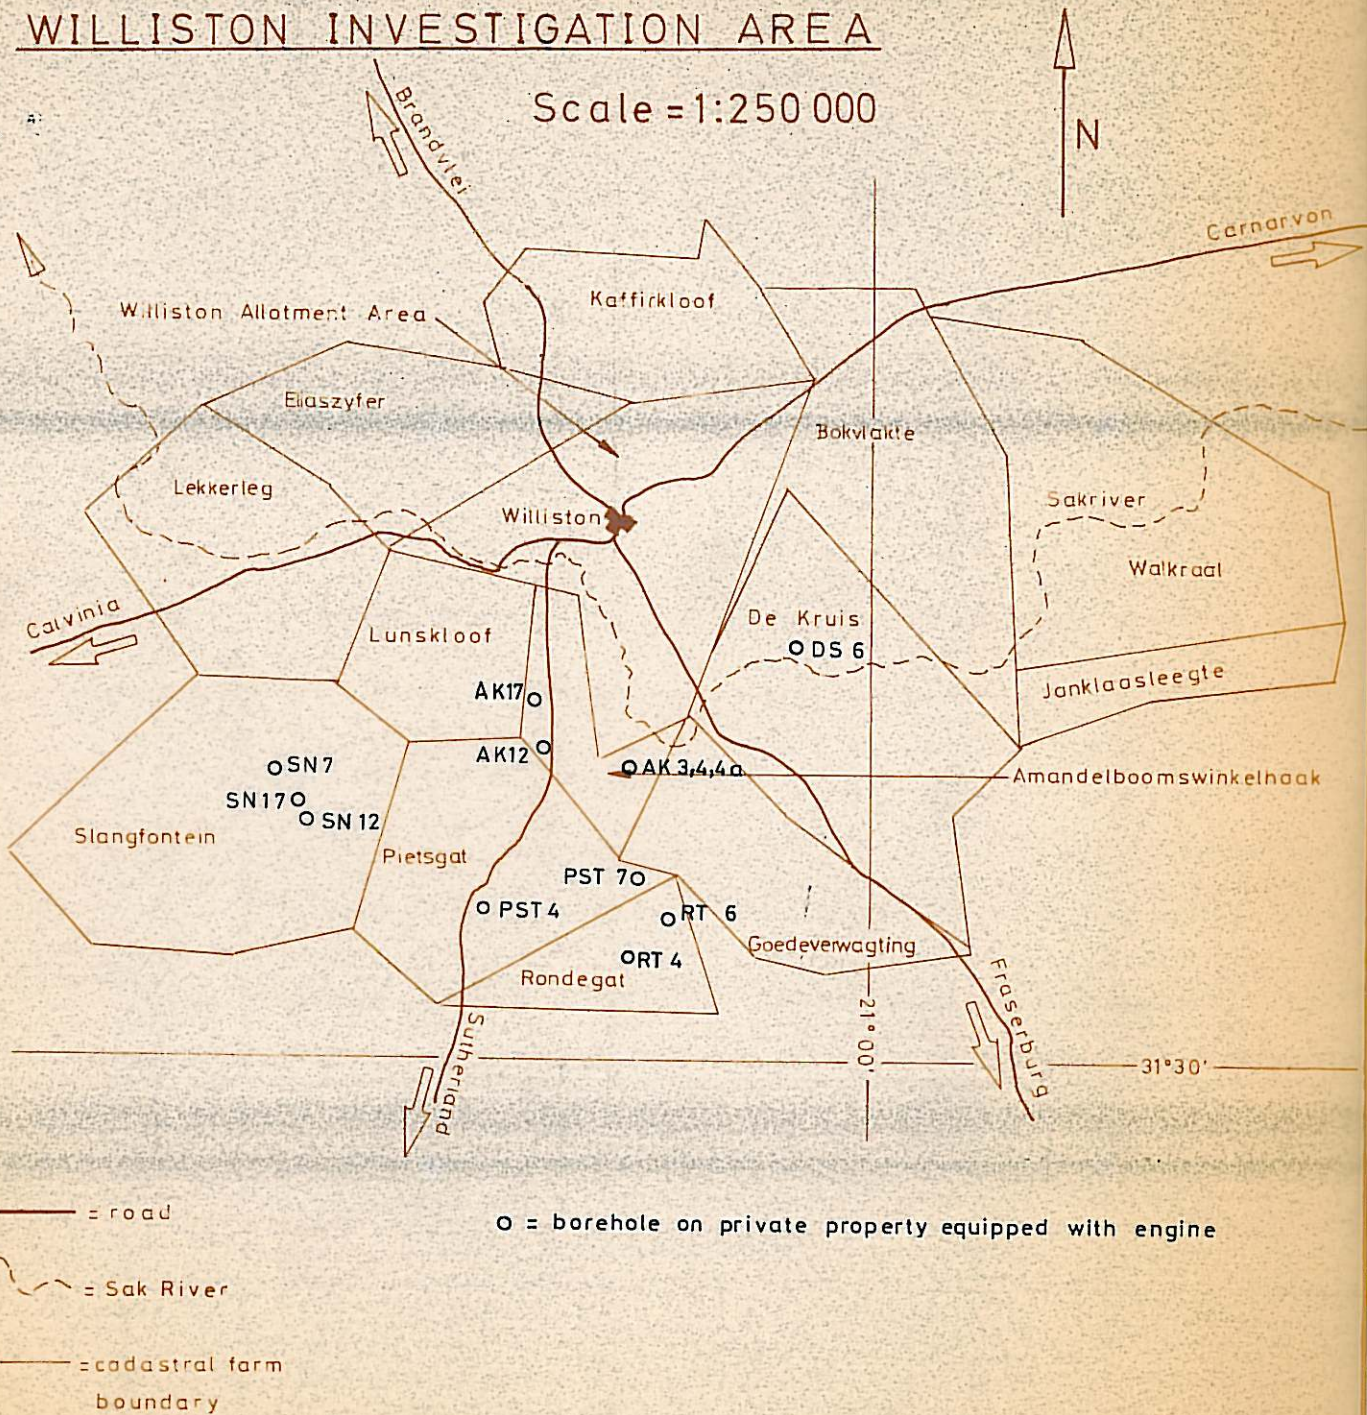 WILLISTON INVESTIGATION AREA
Scale = 1:250 000
N
Brandvlei
Carnarvon
Williston Allotment Area
Kaffirkloof
Eliaszyfer
Bokvlakte
Lekkerleg
Williston
Sakriver
Walkraal
Calvinia
Lunskloof
De Kruis
DS 6
Janklaasleegte
AK17
AK12
AK 3,4,4a
Amandelboomswinkelhaak
SN7
SN17
SN 12
Slangfontein
Pietsgat
PST 7
PST 4
RT 6
RT 4
Goedeverwagting
Rondegat
Fraserburg
Sutherland
21° 00'
31°30'
= road
O = borehole on private property equipped with engine
= Sak River
= cadastral farm
boundary